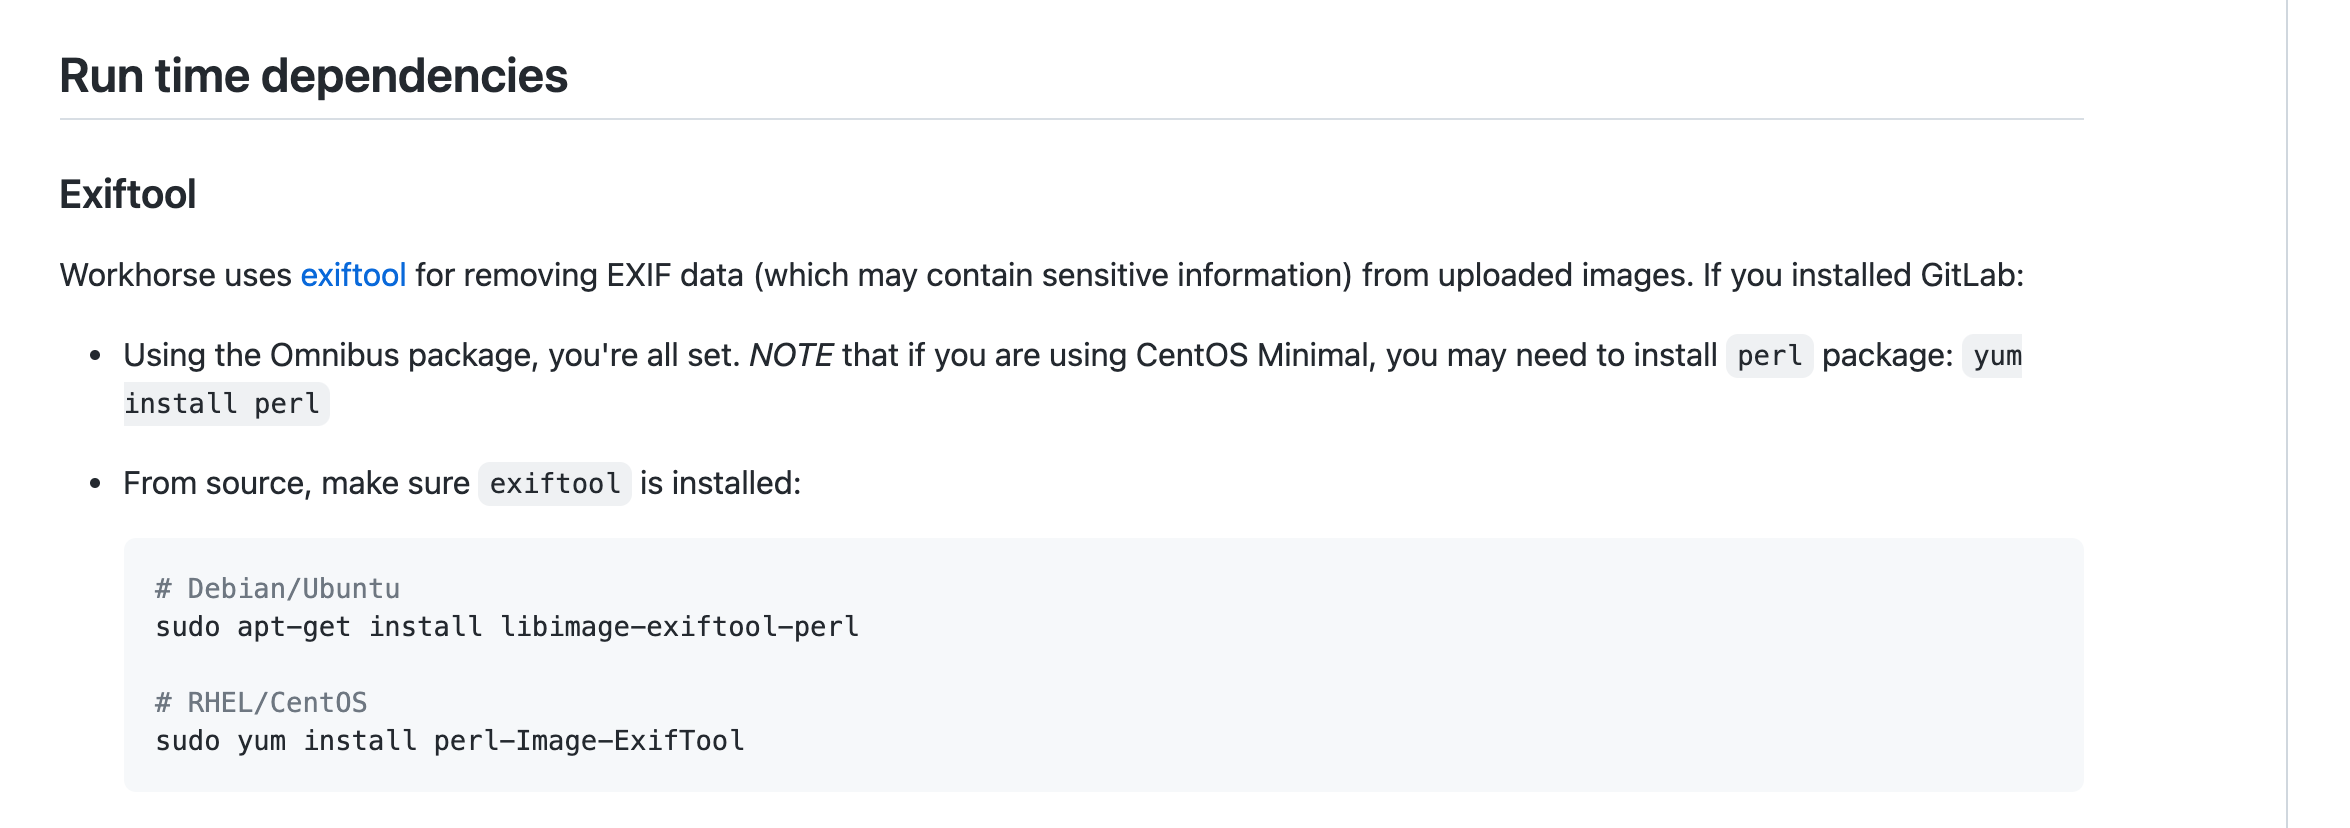 Run time dependencies
Exiftool
Workhorse uses exiftool for removing EXIF data (which may contain sensitive information) from uploaded images. If you installed GitLab:
• Using the Omnibus package, you're all set. NOTE that if you are using CentOS Minimal, you may need to install perl package: yum
install perl
• From source, make sure exiftool is installed:
# Debian/Ubuntu
sudo apt-get install libimage-exiftool-perl
# RHEL/CentOS
sudo yum install perl-Image-ExifTool